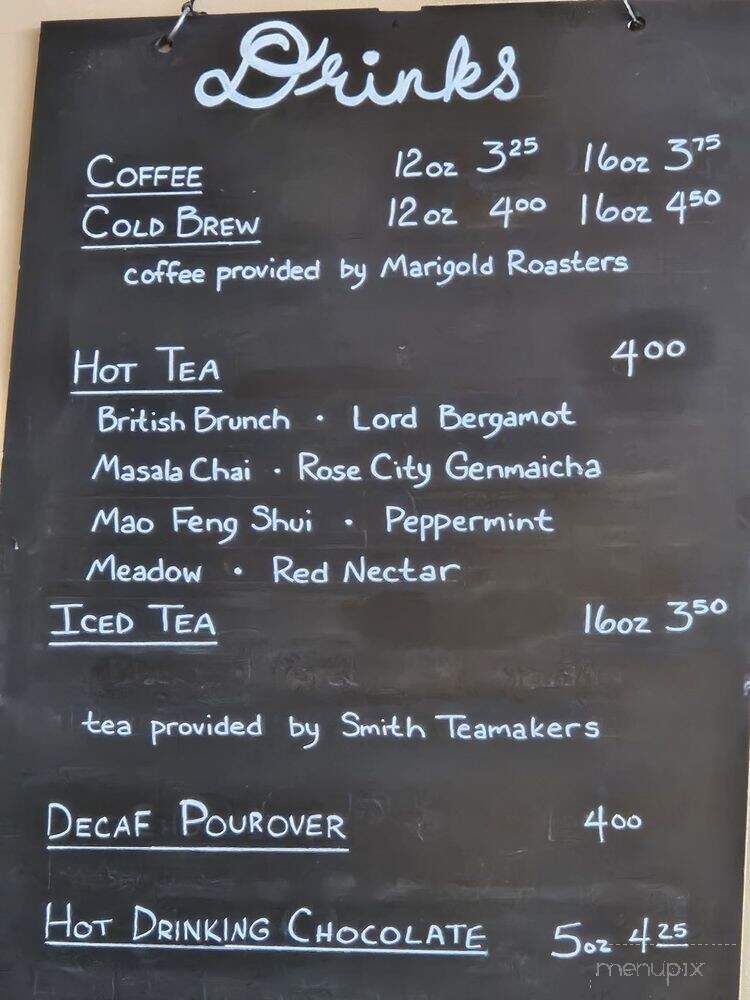 Drinks
COFFEE 12oz 3.25 16oz 3.75
COLD BREW 12oz 4.00 16oz 4.50
coffee provided by Marigold Roasters
HOT TEA 4.00
British Brunch · Lord Bergamot
Masala Chai · Rose City Genmaicha
Mao Feng Shui · Peppermint
Meadow · Red Nectar
ICED TEA 16oz 3.50
tea provided by Smith Teamakers
DECAF POUROVER 4.00
HOT DRINKING CHOCOLATE 5oz 4.25
menupix